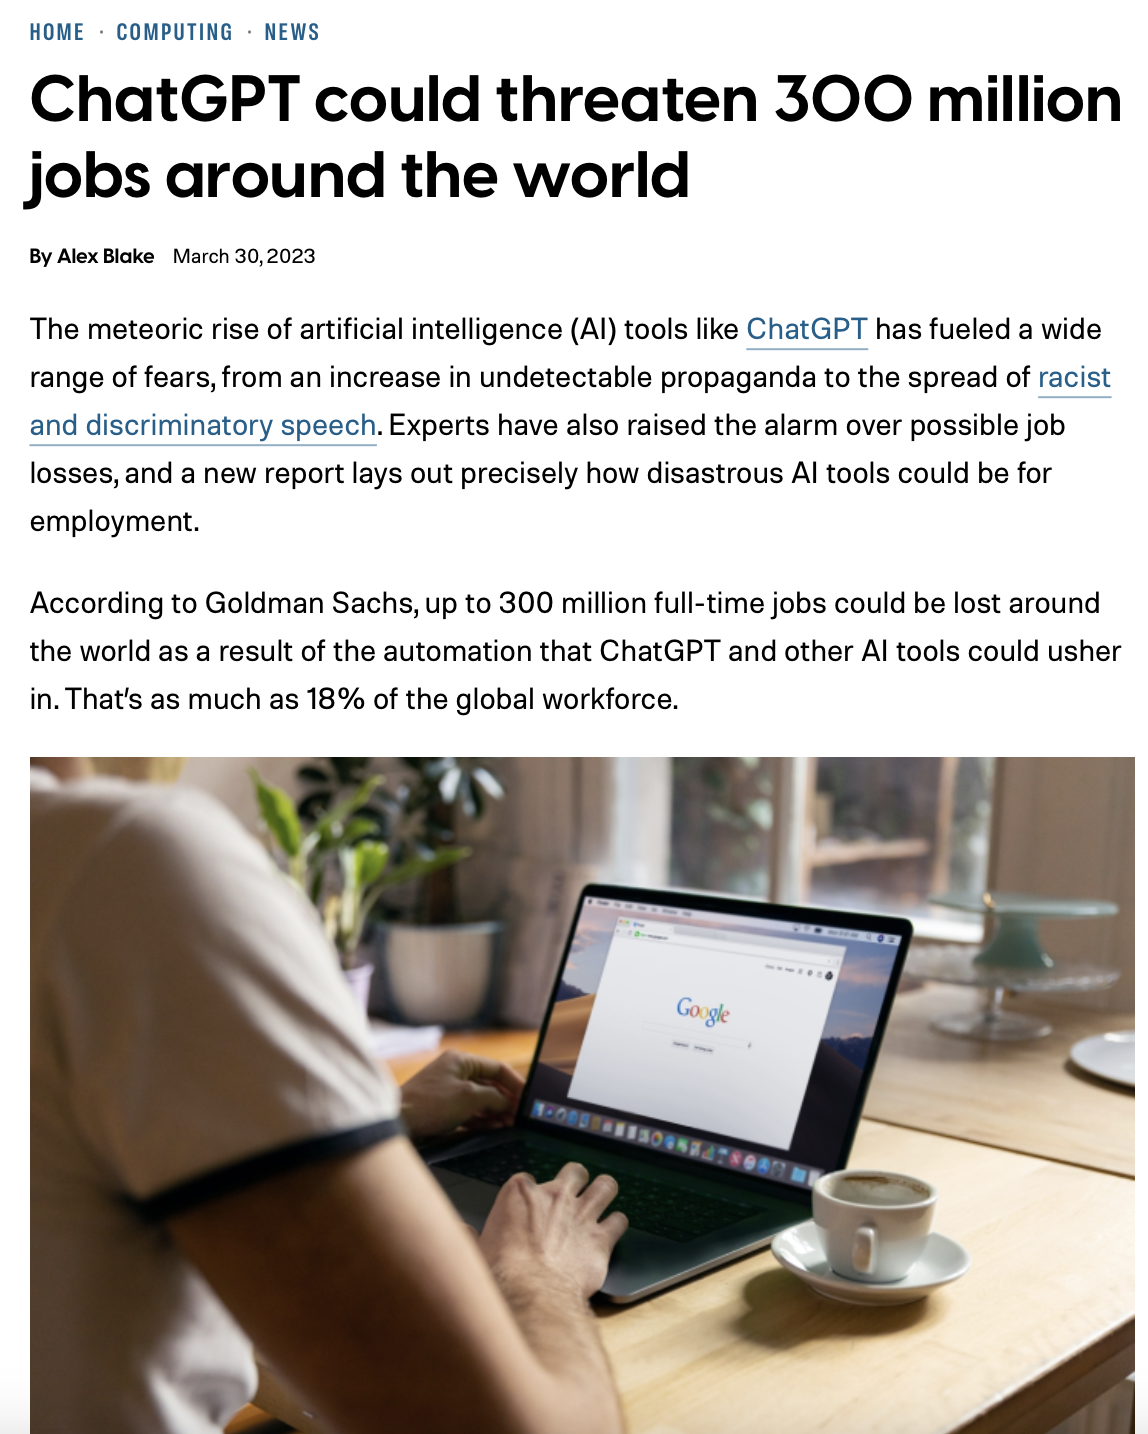 HOME · COMPUTING · NEWS
ChatGPT could threaten 300 million
jobs around the world
By Alex Blake March 30, 2023
The meteoric rise of artificial intelligence (AI) tools like ChatGPT has fueled a wide
range of fears, from an increase in undetectable propaganda to the spread of racist
and discriminatory speech. Experts have also raised the alarm over possible job
losses, and a new report lays out precisely how disastrous AI tools could be for
employment.
According to Goldman Sachs, up to 300 million full-time jobs could be lost around
the world as a result of the automation that ChatGPT and other AI tools could usher
in. That's as much as 18% of the global workforce.
Google